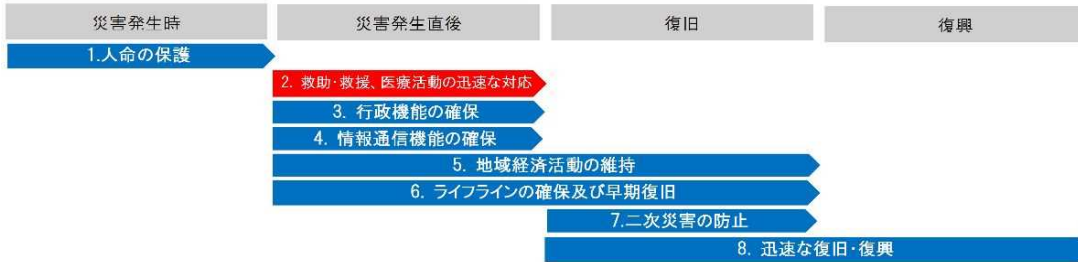 災害発生時 災害発生直後 復旧 復興
1.人命の保護
2. 救助･救援、医療活動の迅速な対応
3. 行政機能の確保
4. 情報通信機能の確保
5. 地域経済活動の維持
6. ライフラインの確保及び早期復旧
7.二次災害の防止
8. 迅速な復旧･復興